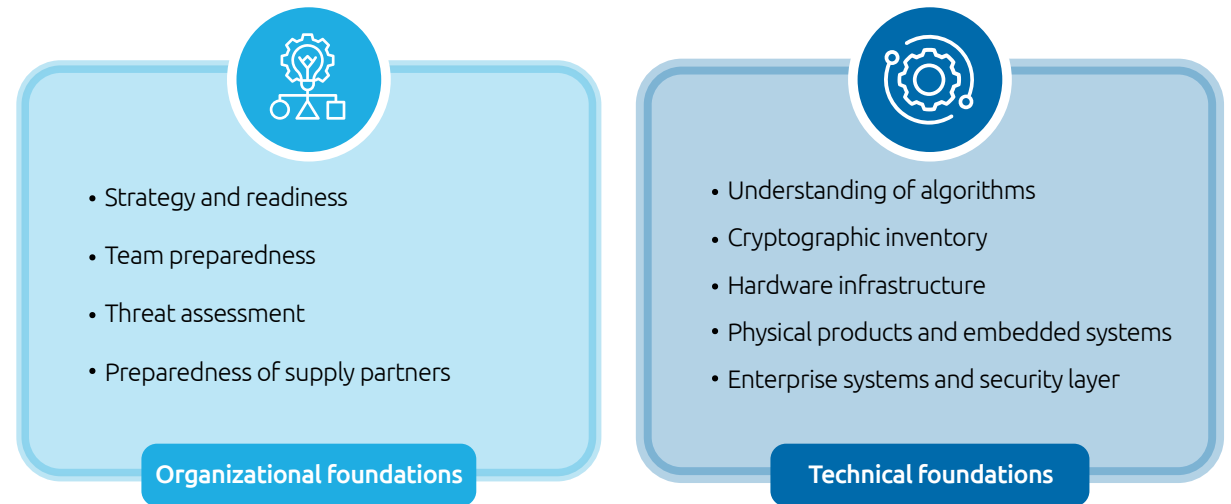 • Strategy and readiness
• Team preparedness
• Threat assessment
• Preparedness of supply partners
Organizational foundations
• Understanding of algorithms
• Cryptographic inventory
• Hardware infrastructure
• Physical products and embedded systems
• Enterprise systems and security layer
Technical foundations